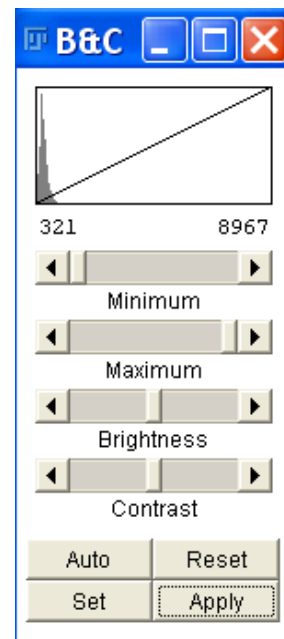 B&C
321 8967
Minimum
Maximum
Brightness
Contrast
Auto Reset
Set Apply